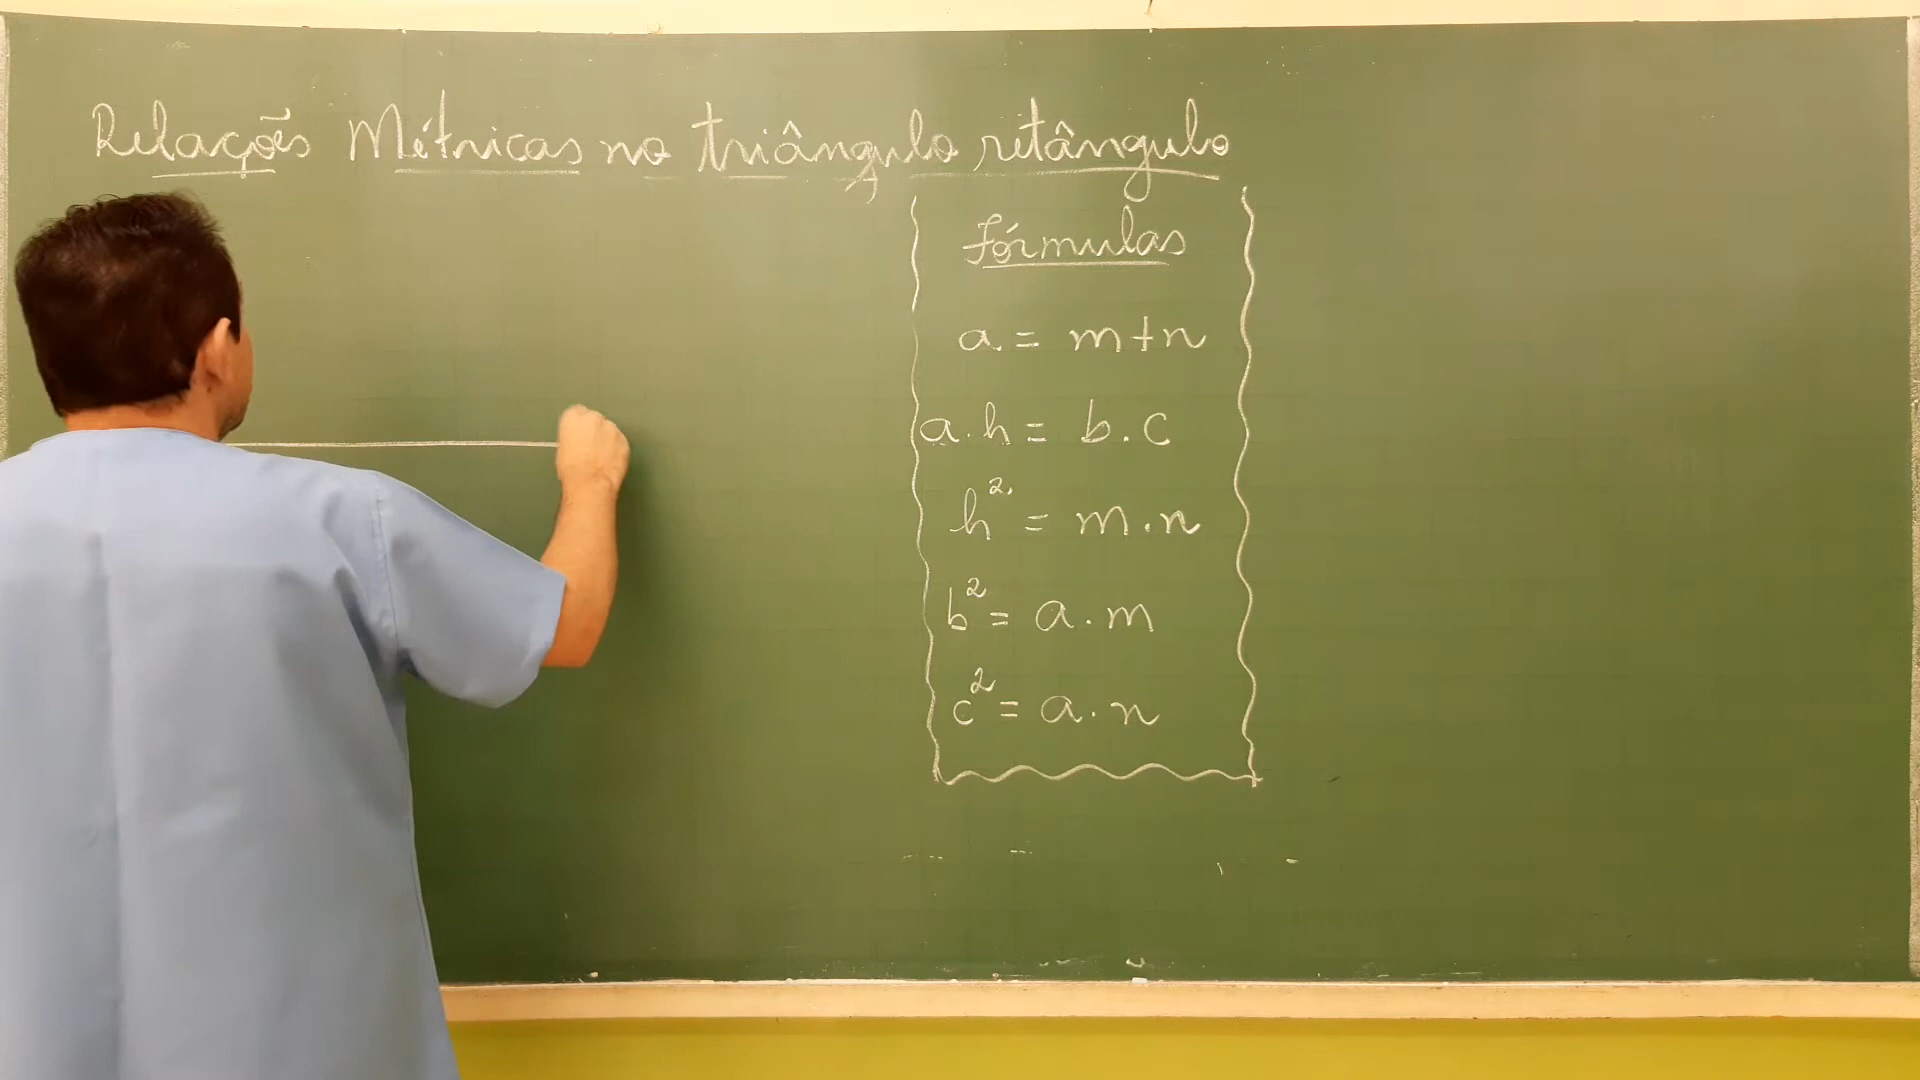 Relações Métricas no triângulo retângulo
fórmulas
a = m+n
a.h = b.c
h² = m.n
b² = a.m
c² = a.n